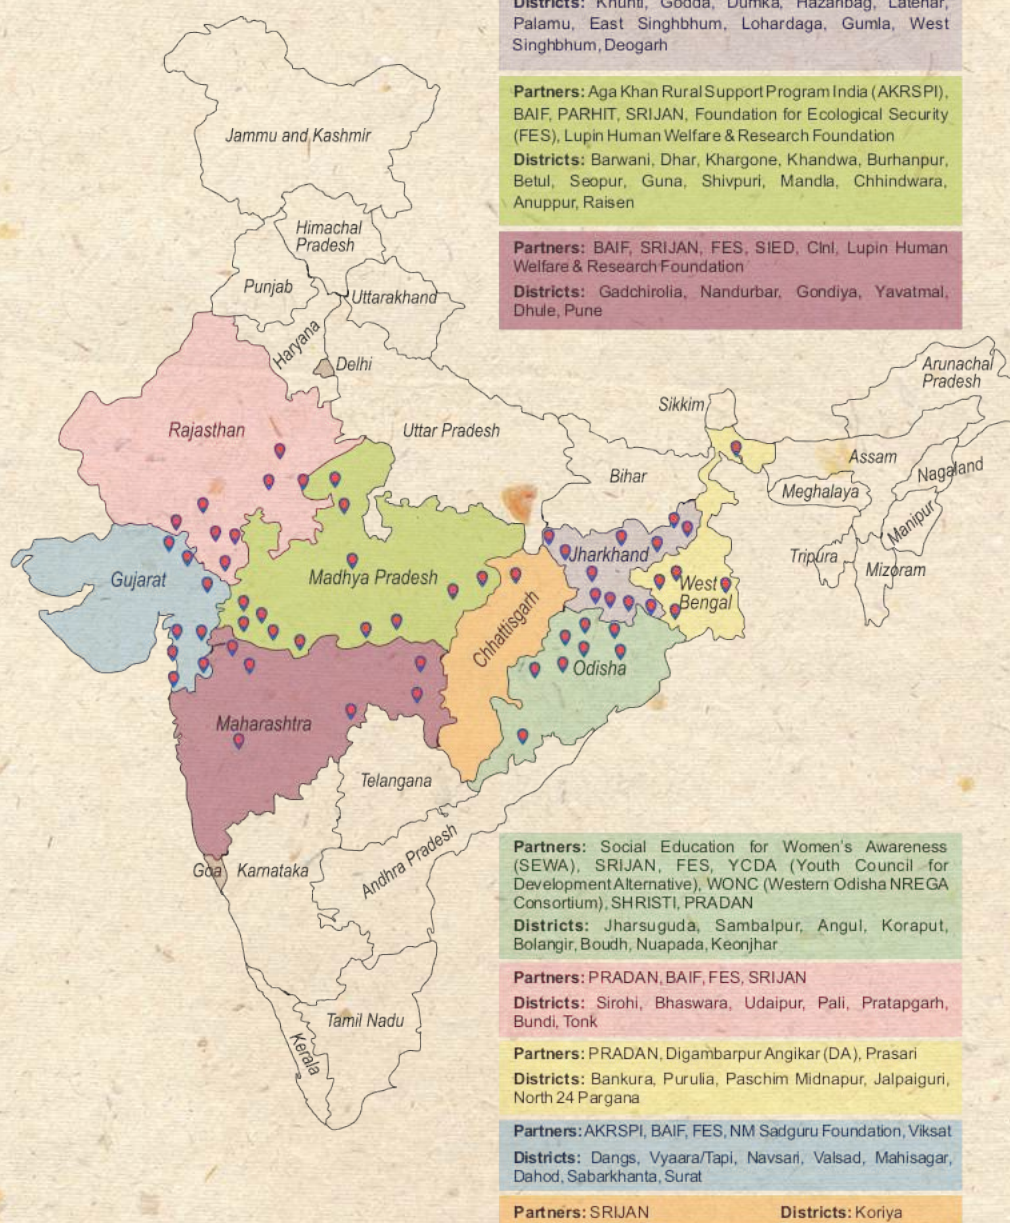 Districts: Khunti, Godda, Dumka, Hazaribag, Latehar,
Palamu, East Singhbhum, Lohardaga, Gumla, West
Singhbhum, Deogarh
Partners: Aga Khan Rural Support Program India (AKRSPI),
BAIF, PARHIT, SRIJAN, Foundation for Ecological Security
(FES), Lupin Human Welfare & Research Foundation
Districts: Barwani, Dhar, Khargone, Khandwa, Burhanpur,
Betul, Seopur, Guna, Shivpuri, Mandla, Chhindwara,
Anuppur, Raisen
Partners: BAIF, SRIJAN, FES, SIED, CInI, Lupin Human
Welfare & Research Foundation
Districts: Gadchirolia, Nandurbar, Gondiya, Yavatmal,
Dhule, Pune
Jammu and Kashmir
Himachal
Pradesh
Punjab
Uttarakhand
Haryana
Delhi
Arunachal
Pradesh
Sikkim
Rajasthan
Uttar Pradesh
Bihar
Assam
Nagaland
Meghalaya
Manipur
Tripura
Mizoram
Jharkhand
Gujarat
Madhya Pradesh
West
Bengal
Chhattisgarh
Odisha
Maharashtra
Telangana
Andhra Pradesh
Goa
Karnataka
Tamil Nadu
Kerala
Partners: Social Education for Women's Awareness
(SEWA), SRIJAN, FES, YCDA (Youth Council for
Development Alternative), WONC (Western Odisha NREGA
Consortium), SHRISTI, PRADAN
Districts: Jharsuguda, Sambalpur, Angul, Koraput,
Bolangir, Boudh, Nuapada, Keonjhar
Partners: PRADAN, BAIF, FES, SRIJAN
Districts: Sirohi, Bhaswara, Udaipur, Pali, Pratapgarh,
Bundi, Tonk
Partners: PRADAN, Digambarpur Angikar (DA), Prasari
Districts: Bankura, Purulia, Paschim Midnapur, Jalpaiguri,
North 24 Pargana
Partners: AKRSPI, BAIF, FES, NM Sadguru Foundation, Viksat
Districts: Dangs, Vyaara/Tapi, Navsari, Valsad, Mahisagar,
Dahod, Sabarkhanta, Surat
Partners: SRIJAN Districts: Koriya